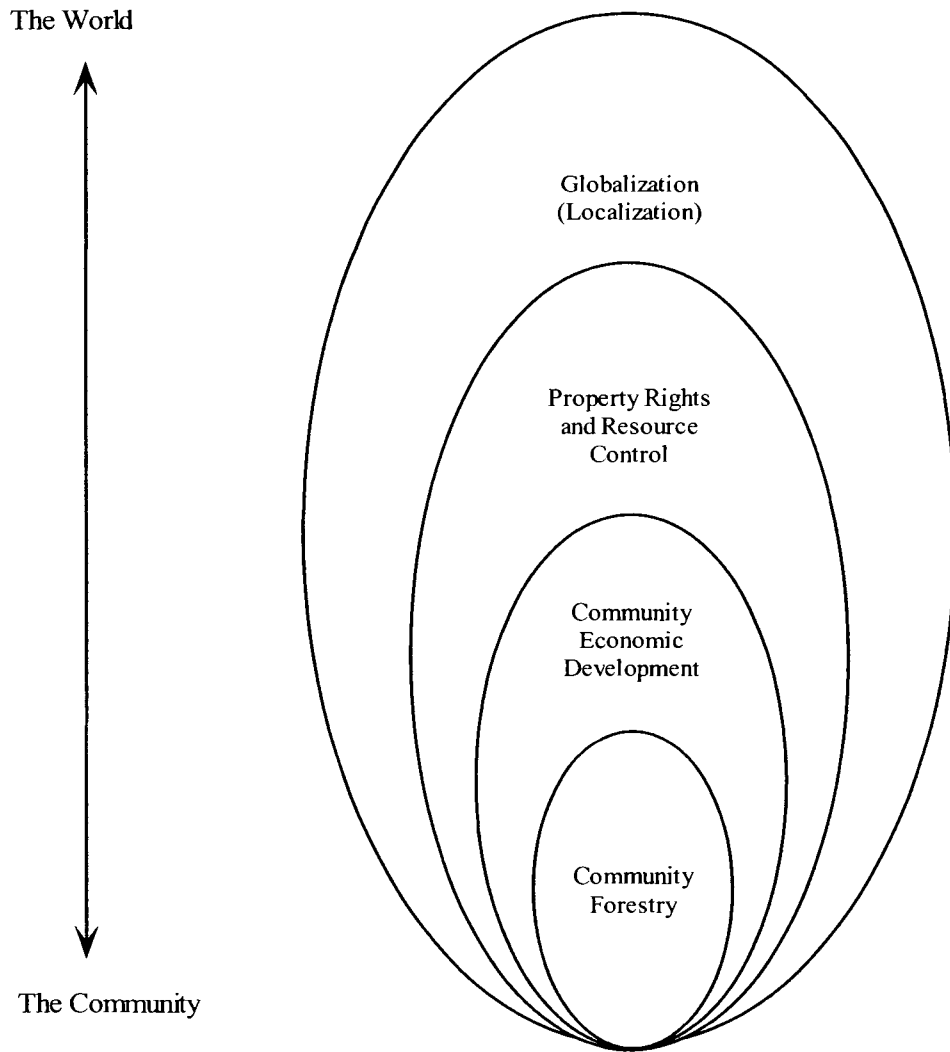 The World
Globalization
(Localization)
Property Rights
and Resource
Control
Community
Economic
Development
Community
Forestry
The Community